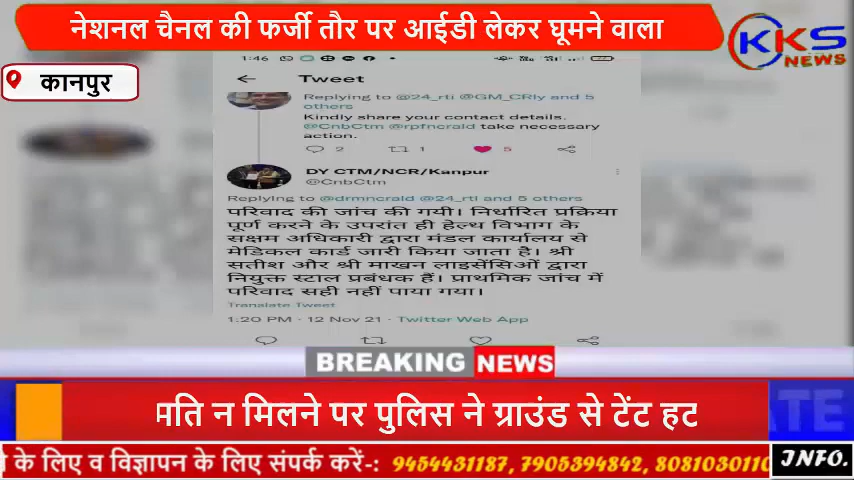 नेशनल चैनल की फर्जी तौर पर आईडी लेकर घूमने वाला
KKS
NEWS
कानपुर
1:46
Tweet
Replying to @24_rti @GM_CRly and 5
others
Kindly share your contact details.
@CnbCtm @rpfncrald take necessary
action.
2 1 5
DY CTM/NCR/Kanpur
@CnbCtm
Replying to @drmncrald @24_rti and 5 others
परिवाद की जांच की गयी। निर्धारित प्रक्रिया
पूर्ण करने के उपरांत ही हेल्थ विभाग के
सक्षम अधिकारी द्वारा मंडल कार्यालय से
मेडिकल कार्ड जारी किया जाता है। श्री
सतीश और श्री माखन लाइसेंसिओं द्वारा
नियुक्त स्टाल प्रबंधक हैं। प्राथमिक जांच में
परिवाद सही नहीं पाया गया।
Translate Tweet
1:20 PM · 12 Nov 21 · Twitter Web App
BREAKING NEWS
मति न मिलने पर पुलिस ने ग्राउंड से टेंट हट
के लिए व विज्ञापन के लिए संपर्क करें-: 9454431187, 7905394842, 8081030110
INFO.